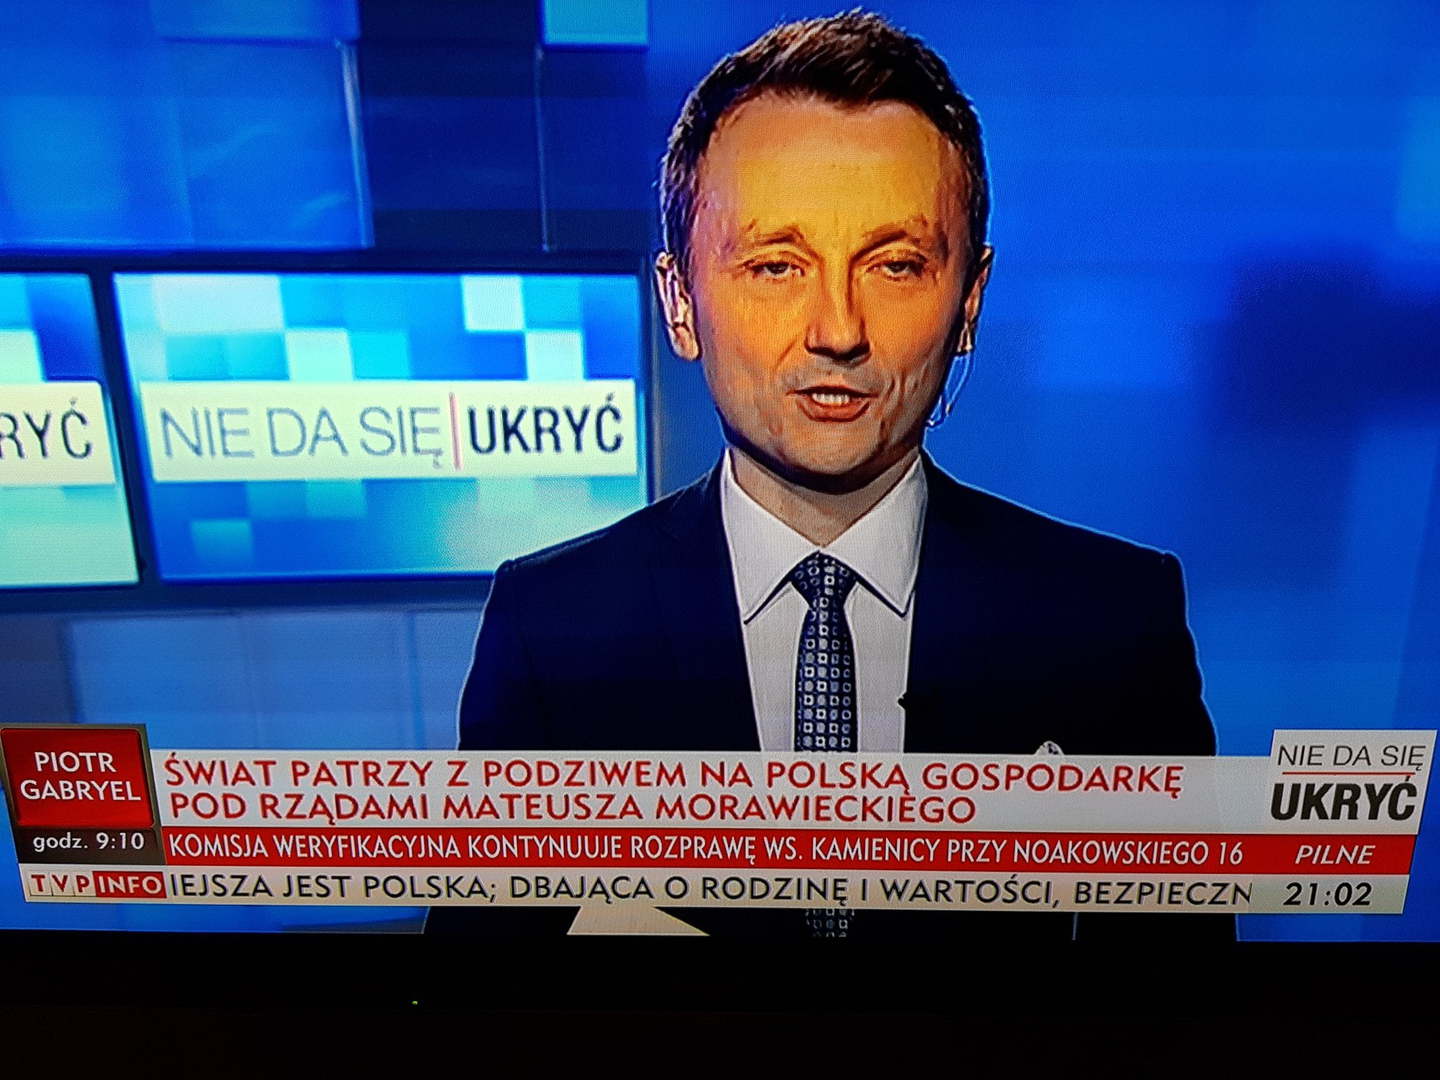 RYĆ
NIE DA SIĘ UKRYĆ
PIOTR
GABRYEL
godz. 9:10
ŚWIAT PATRZY Z PODZIWEM NA POLSKĄ GOSPODARKĘ
POD RZĄDAMI MATEUSZA MORAWIECKIEGO
NIE DA SIĘ
UKRYĆ
KOMISJA WERYFIKACYJNA KONTYNUUJE ROZPRAWĘ WS. KAMIENICY PRZY NOAKOWSKIEGO 16
PILNE
TVP INFO
IEJSZA JEST POLSKA; DBAJĄCA O RODZINĘ I WARTOŚCI, BEZPIECZN
21:02